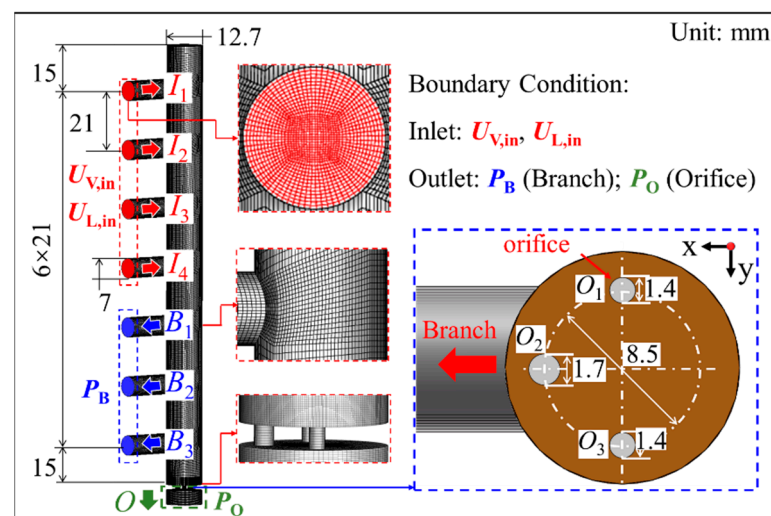 12.7
Unit: mm
15
I1
Boundary Condition:
21
I2
Inlet: UV,in, UL,in
UV,in
UL,in
Outlet: PB (Branch); PO (Orifice)
6×21
I3
I4
7
B1
PB
B2
B3
15
O
PO
orifice
x
y
O1
1.4
Branch
O2
8.5
1.7
O3
1.4